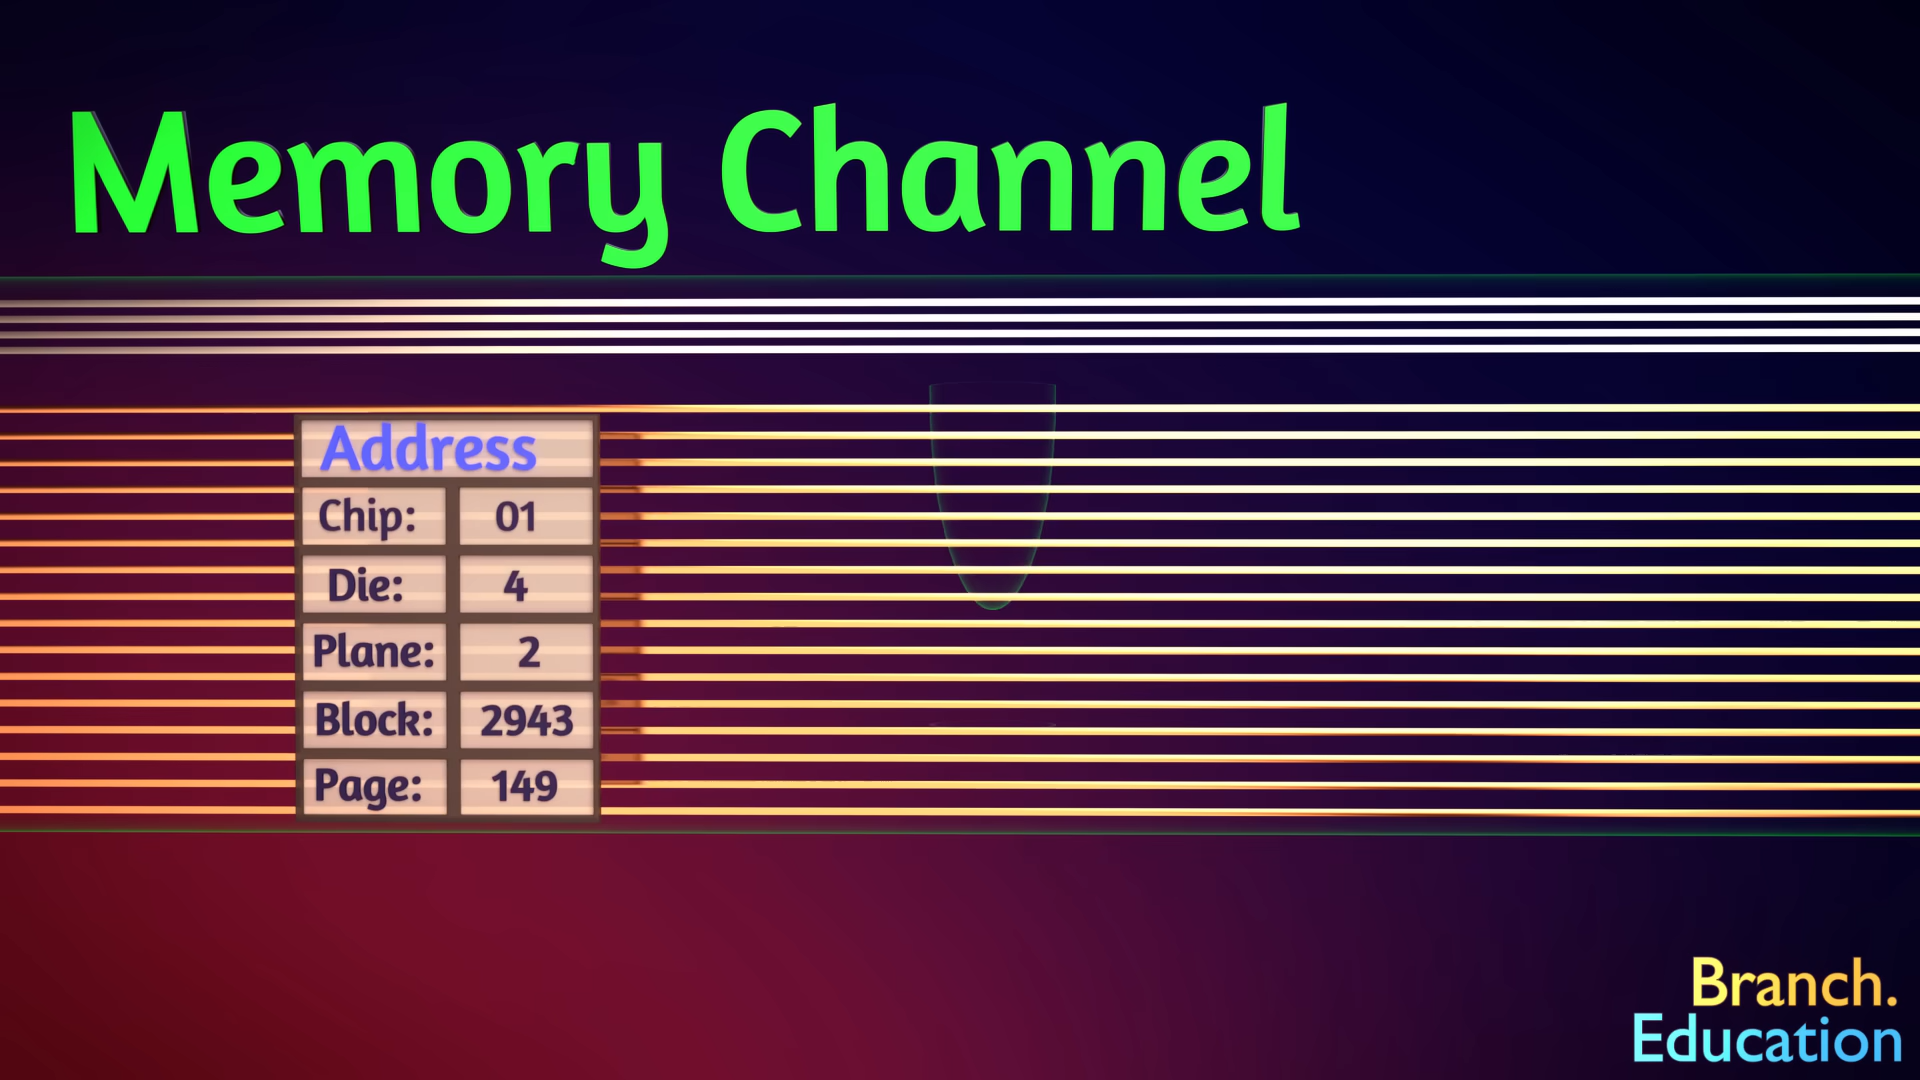 Memory Channel
Address
Chip: 01
Die: 4
Plane: 2
Block: 2943
Page: 149
Branch.
Education